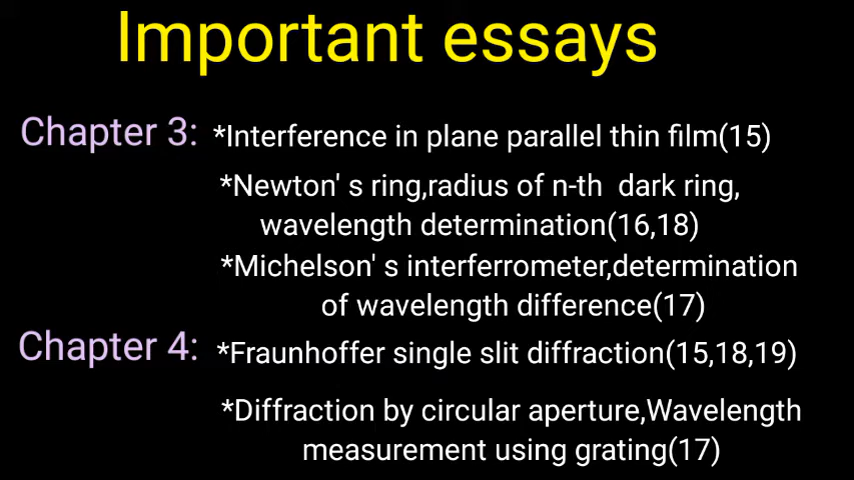 Important essays
Chapter 3: *Interference in plane parallel thin film(15)
*Newton' s ring,radius of n-th dark ring,
wavelength determination(16,18)
*Michelson' s interferrometer,determination
of wavelength difference(17)
Chapter 4: *Fraunhoffer single slit diffraction(15,18,19)
*Diffraction by circular aperture,Wavelength
measurement using grating(17)